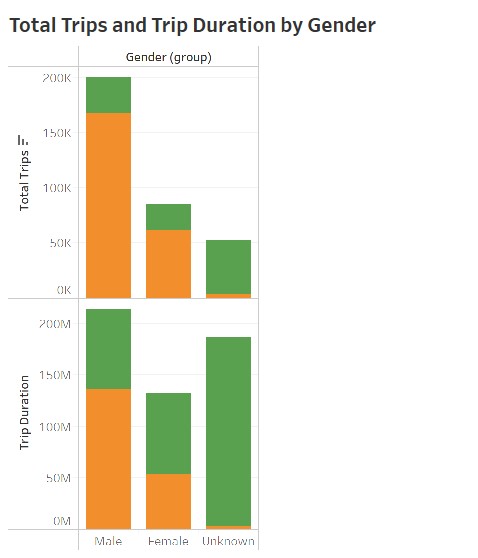 Total Trips and Trip Duration by Gender
Gender (group)
Total Trips
200K
150K
100K
50K
0K
Trip Duration
200M
150M
100M
50M
0M
Male Female Unknown